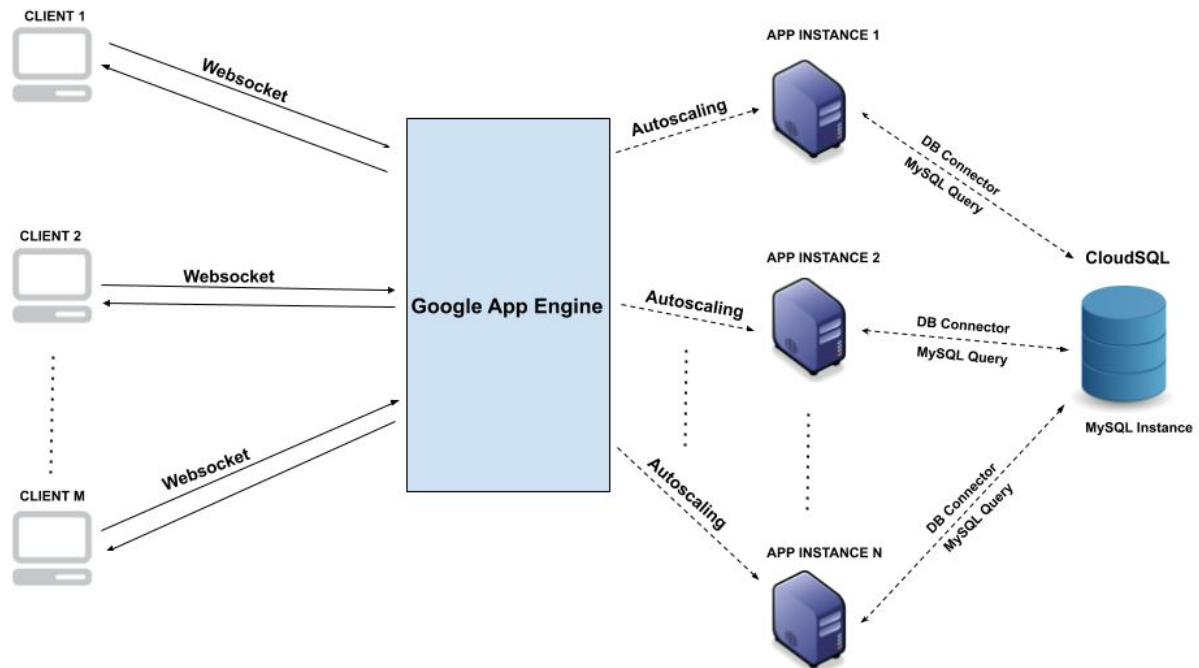 CLIENT 1
Websocket
CLIENT 2
Websocket
CLIENT M
Websocket
Google App Engine
Autoscaling
Autoscaling
Autoscaling
APP INSTANCE 1
APP INSTANCE 2
APP INSTANCE N
DB Connector
MySQL Query
DB Connector
MySQL Query
DB Connector
MySQL Query
CloudSQL
MySQL Instance